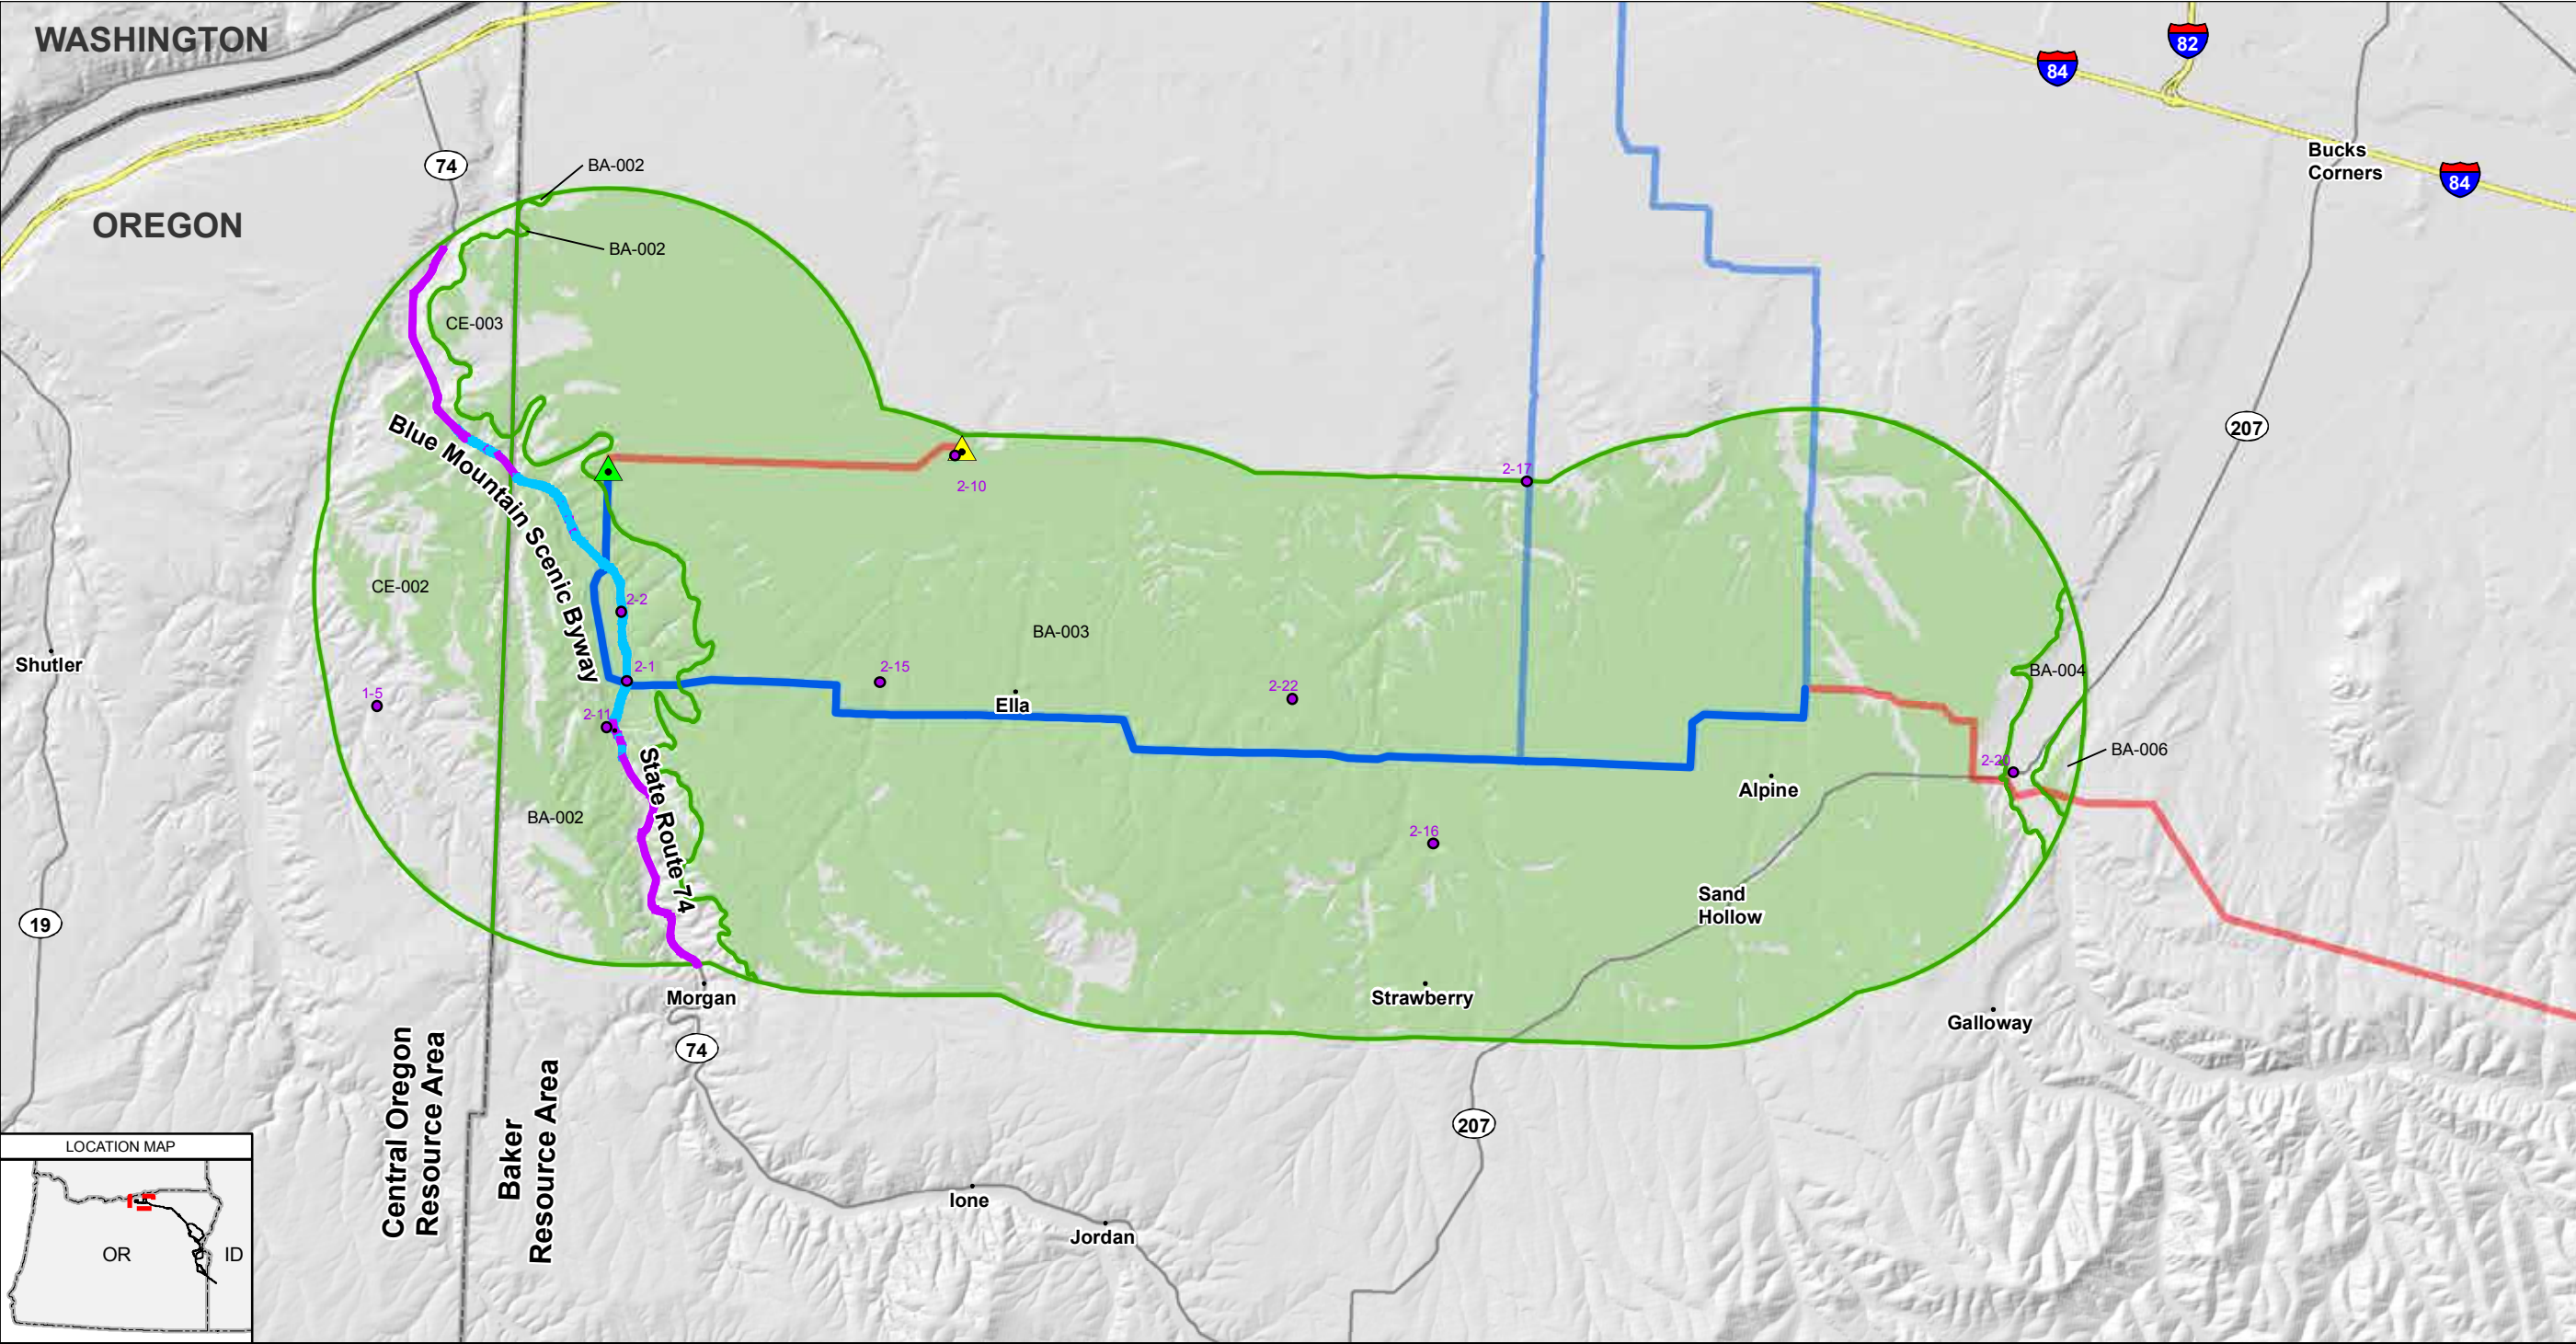 WASHINGTON
82
84
BA-002
74
Bucks
Corners
84
OREGON
BA-002
CE-003
Blue Mountain Scenic Byway
207
2-17
2-10
CE-002
2-2
BA-003
Shutler
2-1
2-15
BA-004
1-5
2-22
Ella
2-11
BA-006
2-20
State Route 74
Alpine
BA-002
2-16
Sand
Hollow
19
Morgan
Strawberry
Galloway
74
Central Oregon
Resource Area
Baker
Resource Area
207
LOCATION MAP
Ione
Jordan
OR
ID